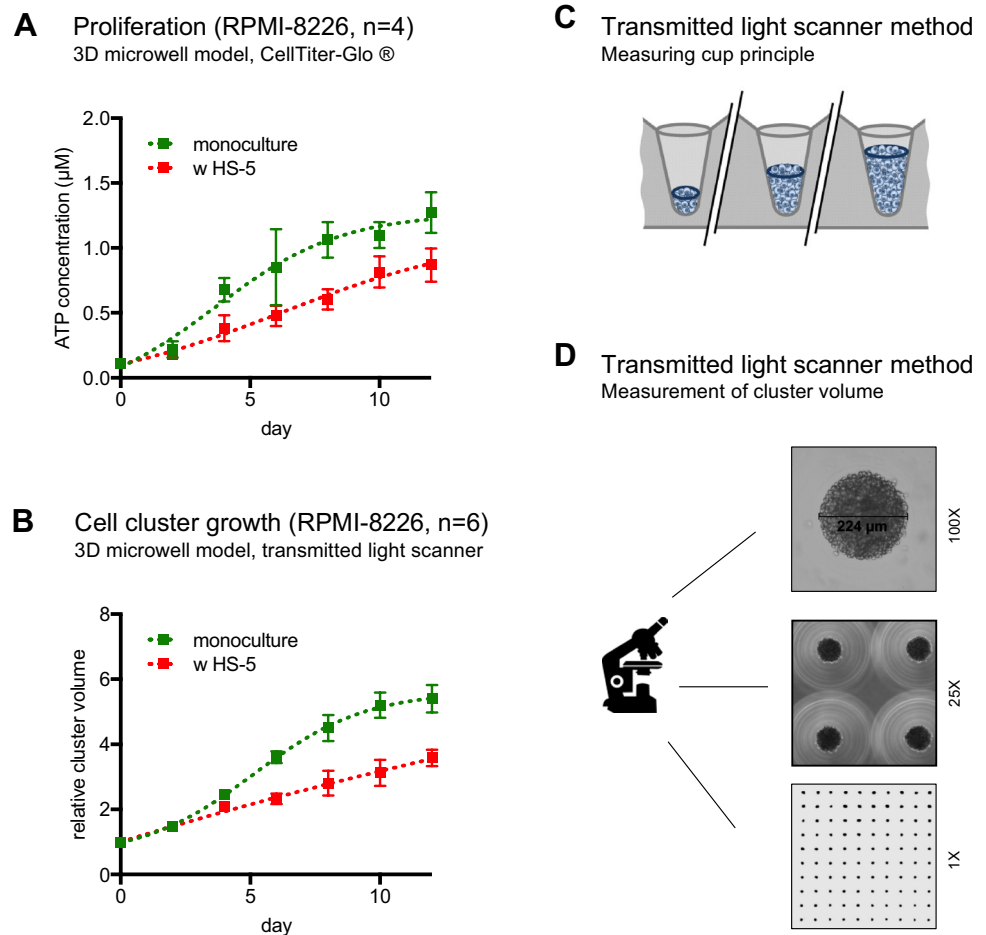 A
Proliferation (RPMI-8226, n=4)
3D microwell model, CellTiter-Glo ®
2.0
1.5
1.0
0.5
0.0
ATP concentration (µM)
monoculture
w HS-5
0
5
10
day
B
Cell cluster growth (RPMI-8226, n=6)
3D microwell model, transmitted light scanner
8
6
4
2
0
relative cluster volume
monoculture
w HS-5
0
5
10
day
C
Transmitted light scanner method
Measuring cup principle
D
Transmitted light scanner method
Measurement of cluster volume
224 µm
100X
25X
1X